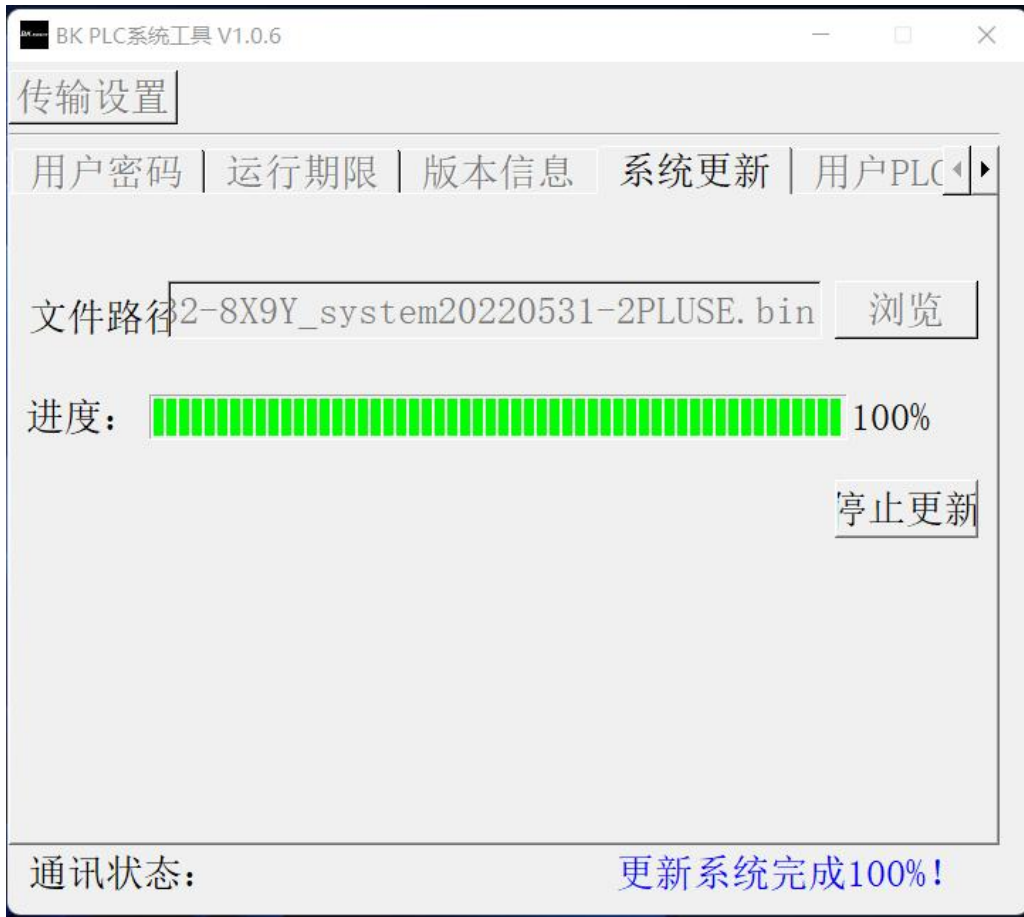 BK PLC系统工具 V1.0.6
传输设置
用户密码 运行期限 版本信息 系统更新 用户PLC
文件路径 32-8X9Y_system20220531-2PLUSE.bin 浏览
进度： 100%
停止更新
通讯状态： 更新系统完成100%！